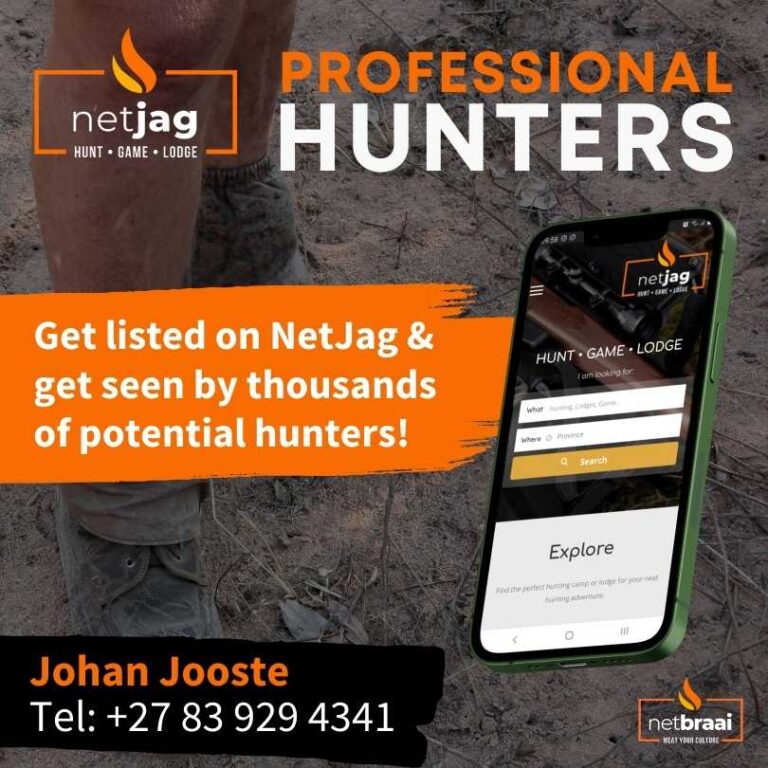 netjag
HUNT • GAME • LODGE
PROFESSIONAL
HUNTERS
Get listed on NetJag &
get seen by thousands
of potential hunters!
netjag
HUNT • GAME • LODGE
HUNT • GAME • LODGE
I am looking for:
What Hunting, Lodges, Game...
Where Province
Search
Explore
Find the perfect hunting camp or lodge for your next
hunting adventure.
Johan Jooste
Tel: +27 83 929 4341
netbraai
MEAT YOUR CULTURE